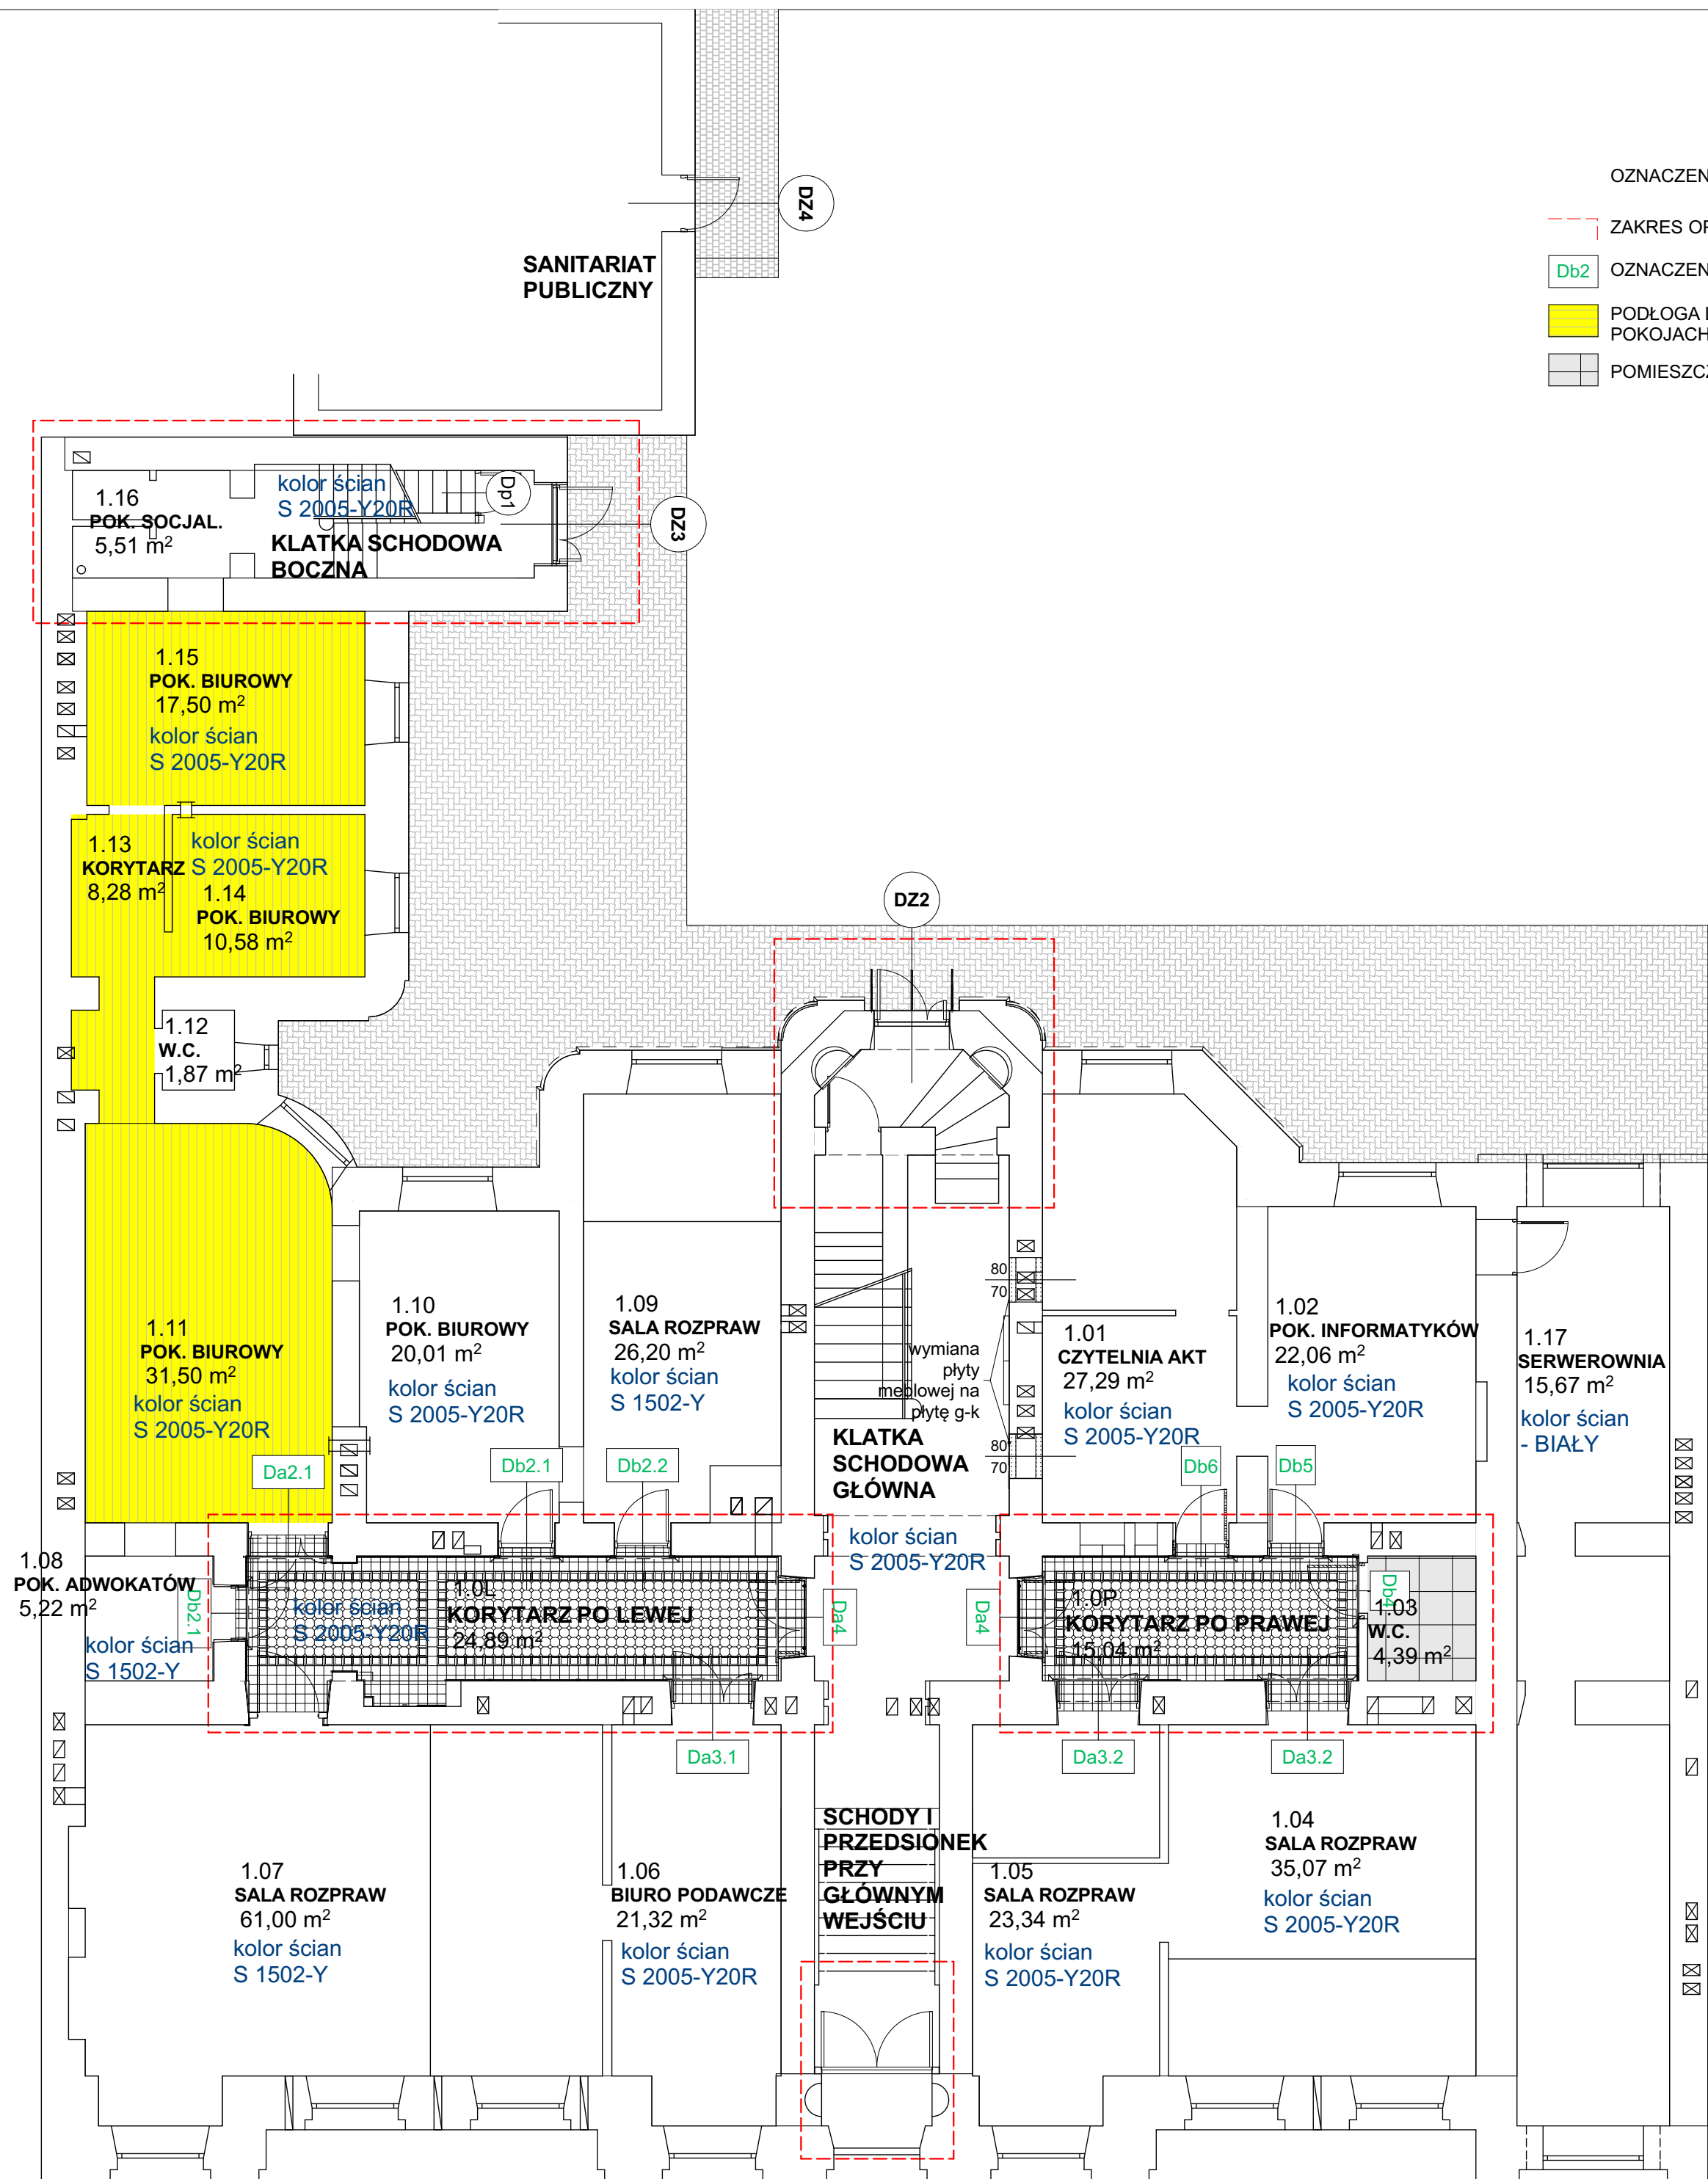 OZNACZEN
ZAKRES OP
Db2
OZNACZEN
PODŁOGA
POKOJACH
POMIESZCZ
DZ4
SANITARIAT
PUBLICZNY
1.16
POK. SOCJAL.
5,51 m²
kolor ścian
S 2005-Y20R
Dp1
DZ3
KLATKA SCHODOWA
BOCZNA
1.15
POK. BIUROWY
17,50 m²
kolor ścian
S 2005-Y20R
1.13
KORYTARZ
8,28 m²
kolor ścian
S 2005-Y20R
1.14
POK. BIUROWY
10,58 m²
DZ2
1.12
W.C.
1,87 m²
1.11
POK. BIUROWY
31,50 m²
kolor ścian
S 2005-Y20R
1.10
POK. BIUROWY
20,01 m²
kolor ścian
S 2005-Y20R
1.09
SALA ROZPRAW
26,20 m²
kolor ścian
S 1502-Y
80
70
wymiana
płyty
meblowej na
płytę g-k
80
70
KLATKA
SCHODOWA
GŁÓWNA
kolor ścian
S 2005-Y20R
1.01
CZYTELNIA AKT
27,29 m²
kolor ścian
S 2005-Y20R
1.02
POK. INFORMATYKÓW
22,06 m²
kolor ścian
S 2005-Y20R
1.17
SERWEROWNIA
15,67 m²
kolor ścian
- BIAŁY
Da2.1
Db2.1
Db2.2
Db6
Db5
1.08
POK. ADWOKATÓW
5,22 m²
kolor ścian
S 1502-Y
Db2.1
kolor ścian
S 2005-Y20R
1.0L
KORYTARZ PO LEWEJ
24,89 m²
Da4
Da4
1.0P
KORYTARZ PO PRAWEJ
15,04 m²
Db4
1.03
W.C.
4,39 m²
Da3.1
Da3.2
Da3.2
1.07
SALA ROZPRAW
61,00 m²
kolor ścian
S 1502-Y
1.06
BIURO PODAWCZE
21,32 m²
kolor ścian
S 2005-Y20R
SCHODY I
PRZEDSIONEK
PRZY
GŁÓWNYM
WEJŚCIU
1.05
SALA ROZPRAW
23,34 m²
kolor ścian
S 2005-Y20R
1.04
SALA ROZPRAW
35,07 m²
kolor ścian
S 2005-Y20R